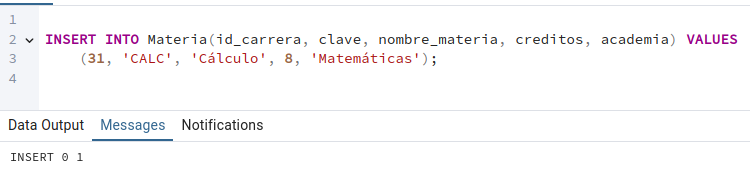 1
2 INSERT INTO Materia(id_carrera, clave, nombre_materia, creditos, academia) VALUES
3 (31, 'CALC', 'Cálculo', 8, 'Matemáticas');
4
Data Output Messages Notifications
INSERT 0 1